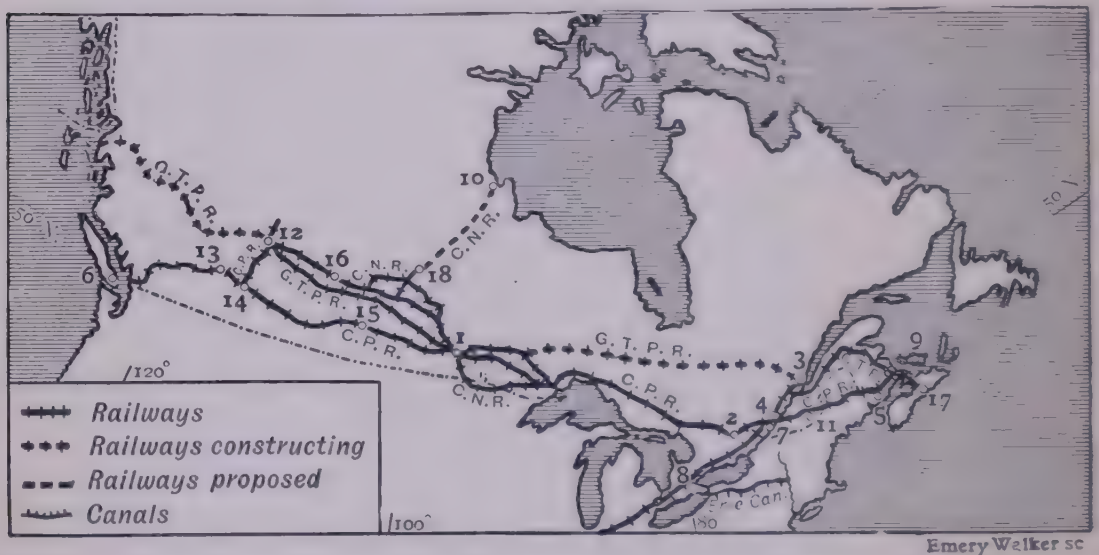 10
50
G.T.P.R.
C.N.R.
12
13
C.P.R.
16
C.N.R.
18
50
6
14
G.T.P.R.
15
C.P.R.
1
G.T.P.R.
3
9
120°
C.N.R.
C.P.R.
C.P.R.
17
4
5
2
7
11
8
Erie Can.
100°
80
Railways
Railways constructing
Railways proposed
Canals
Emery Walker sc